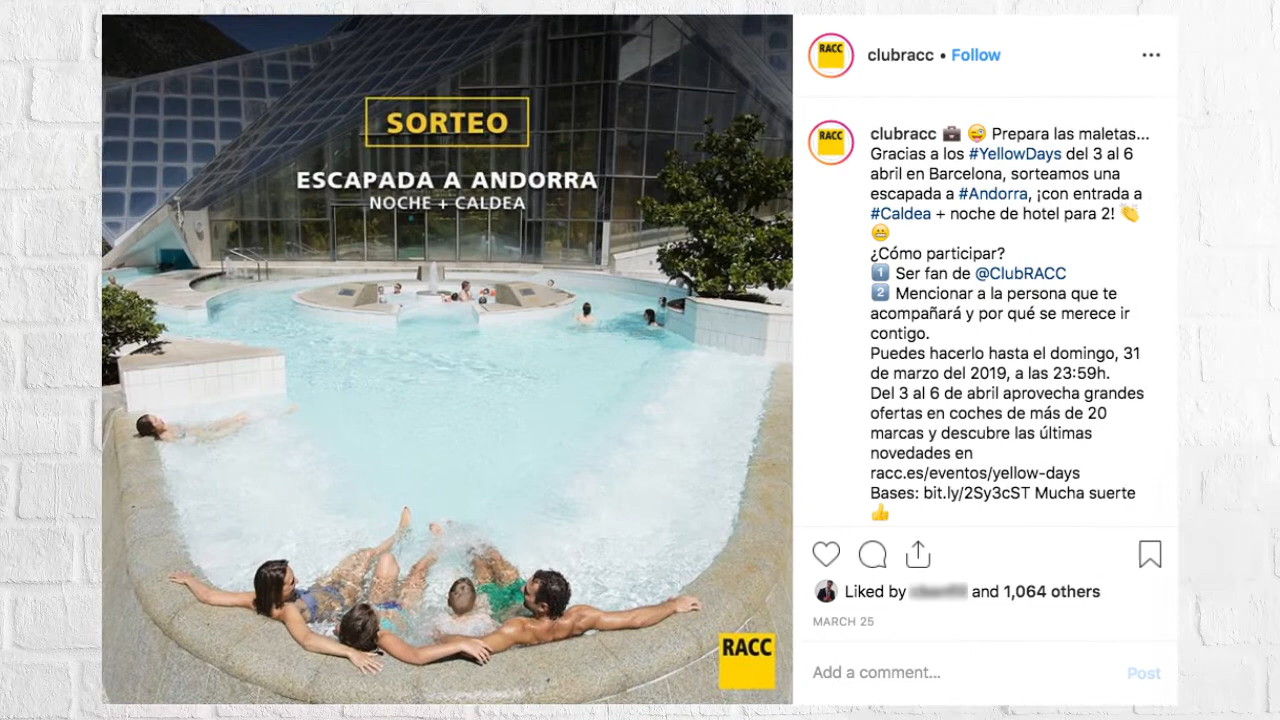 SORTEO
ESCAPADA A ANDORRA
NOCHE + CALDEA
RACC
RACC
clubracc • Follow
RACC
clubracc 💼 😜 Prepara las maletas...
Gracias a los #YellowDays del 3 al 6
abril en Barcelona, sorteamos una
escapada a #Andorra, ¡con entrada a
#Caldea + noche de hotel para 2! 👏
😬
¿Cómo participar?
1️⃣ Ser fan de @ClubRACC
2️⃣ Mencionar a la persona que te
acompañará y por qué se merece ir
contigo.
Puedes hacerlo hasta el domingo, 31
de marzo del 2019, a las 23:59h.
Del 3 al 6 de abril aprovecha grandes
ofertas en coches de más de 20
marcas y descubre las últimas
novedades en
racc.es/eventos/yellow-days
Bases: bit.ly/2Sy3cST Mucha suerte
👍
Liked by and 1,064 others
MARCH 25
Add a comment...
Post